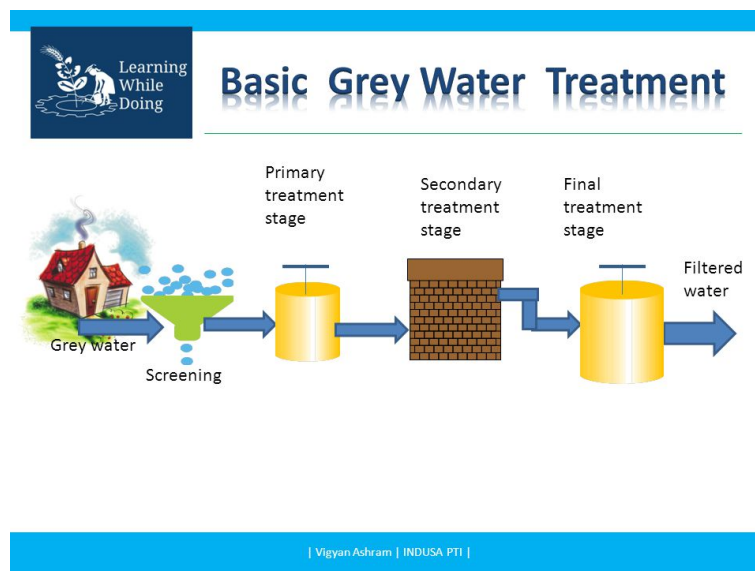 Learning
While
Doing
Basic Grey Water Treatment
Primary
treatment
stage
Secondary
treatment
stage
Final
treatment
stage
Filtered
water
Grey water
Screening
| Vigyan Ashram | INDUSA PTI |